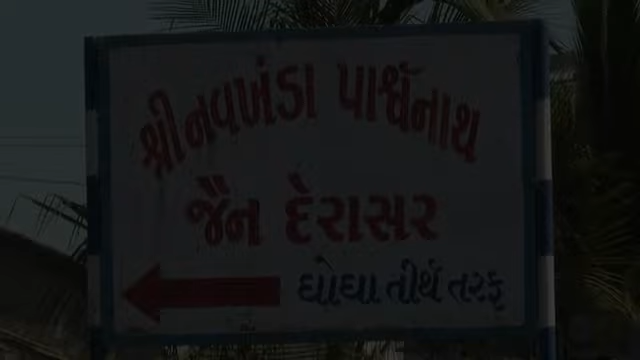 શ્રી નવખંડા પાર્શ્વનાથ
જૈન દેરાસર
ઘોઘા તીર્થ તરફ